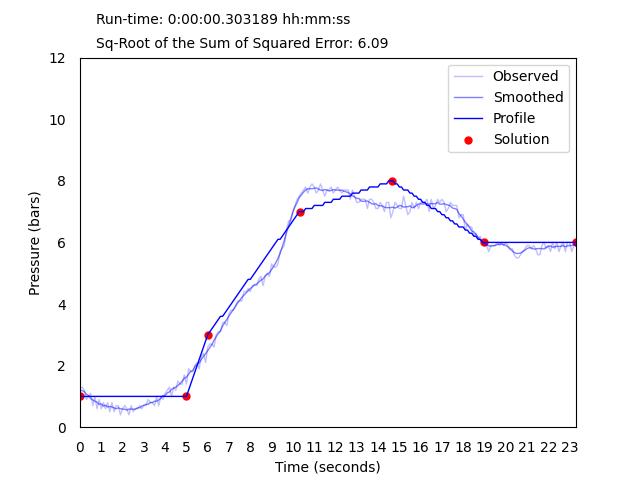 Run-time: 0:00:00.303189 hh:mm:ss
Sq-Root of the Sum of Squared Error: 6.09
12
10
8
6
4
2
0
Pressure (bars)
Observed
Smoothed
Profile
Solution
0 1 2 3 4 5 6 7 8 9 10 11 12 13 14 15 16 17 18 19 20 21 22 23
Time (seconds)